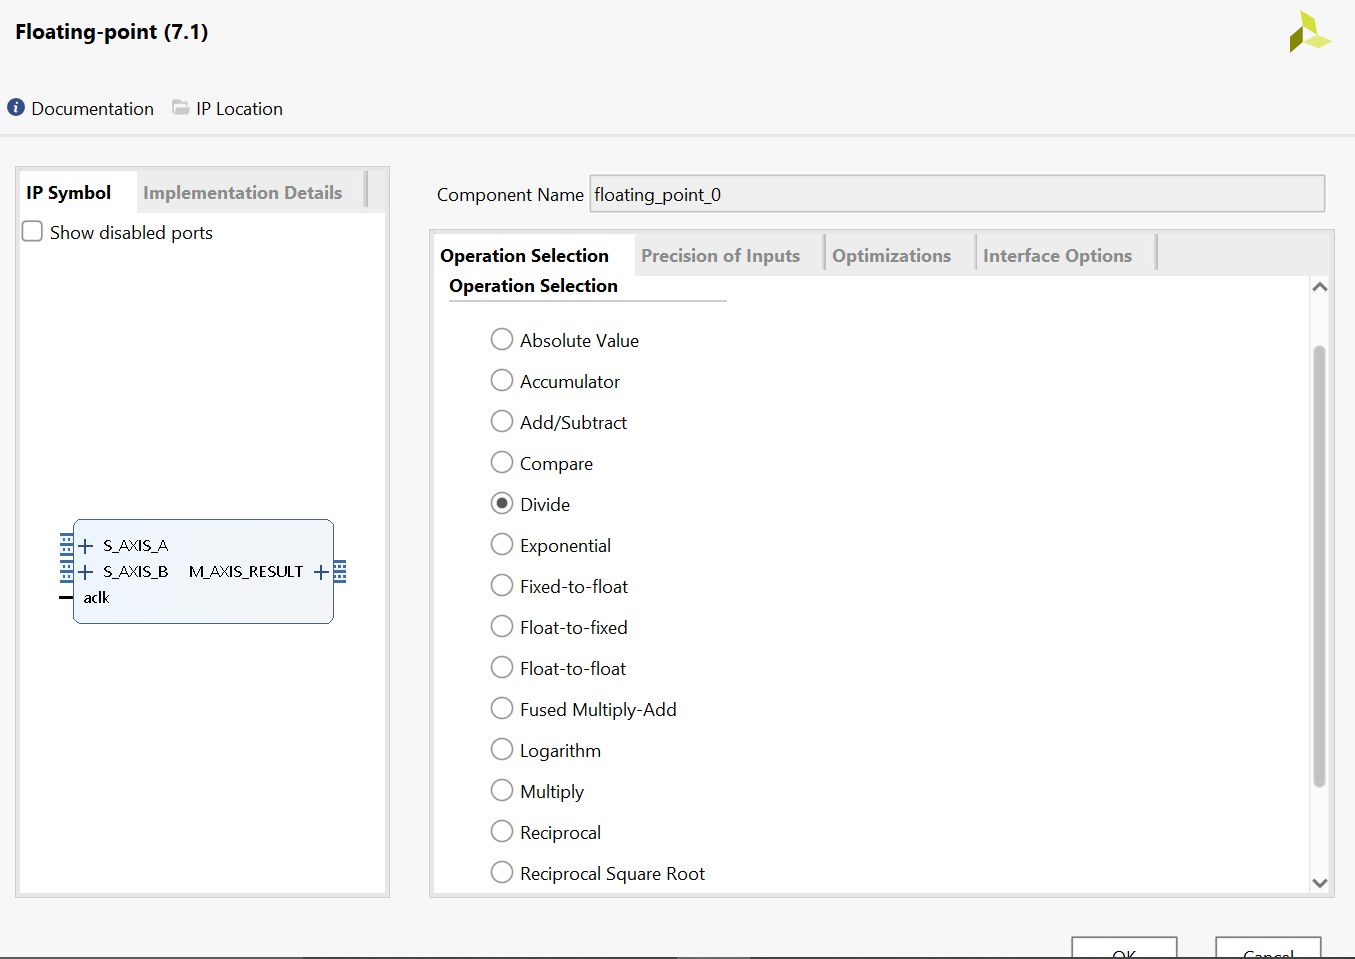 Floating-point (7.1)
Documentation IP Location
IP Symbol Implementation Details
Show disabled ports
S_AXIS_A
S_AXIS_B M_AXIS_RESULT
aclk
Component Name floating_point_0
Operation Selection Precision of Inputs Optimizations Interface Options
Operation Selection
Absolute Value
Accumulator
Add/Subtract
Compare
Divide
Exponential
Fixed-to-float
Float-to-fixed
Float-to-float
Fused Multiply-Add
Logarithm
Multiply
Reciprocal
Reciprocal Square Root
OK Cancel